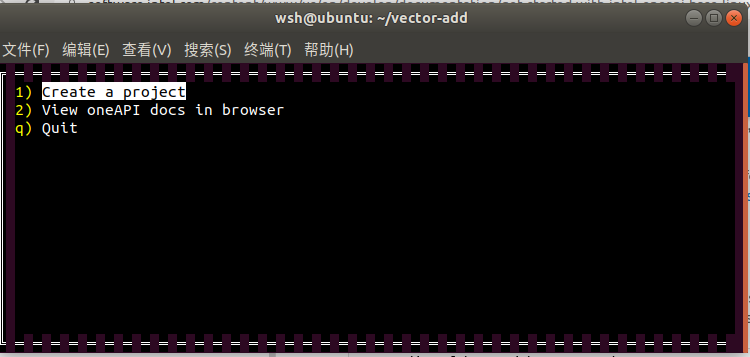 wsh@ubuntu: ~/vector-add
文件(F) 编辑(E) 查看(V) 搜索(S) 终端(T) 帮助(H)
1) Create a project
2) View oneAPI docs in browser
q) Quit